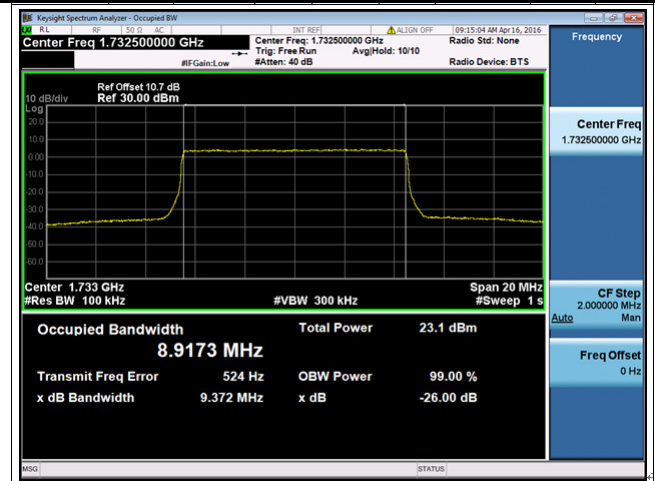 Keysight Spectrum Analyzer - Occupied BW
RL RF 50 Ω AC INT REF ALIGN OFF 09:15:04 AM Apr 16, 2016
Center Freq 1.732500000 GHz
Center Freq: 1.732500000 GHz
Radio Std: None
Trig: Free Run Avg|Hold: 10/10
#IFGain:Low #Atten: 40 dB Radio Device: BTS
Frequency
Ref Offset 10.7 dB
10 dB/div Ref 30.00 dBm
Log
20.0
10.0
0.00
-10.0
-20.0
-30.0
-40.0
-50.0
-60.0
Center Freq
1.732500000 GHz
Center 1.733 GHz Span 20 MHz
#Res BW 100 kHz #VBW 300 kHz #Sweep 1 s
CF Step
2.000000 MHz
Auto Man
Occupied Bandwidth Total Power 23.1 dBm
8.9173 MHz
Transmit Freq Error 524 Hz OBW Power 99.00 %
x dB Bandwidth 9.372 MHz x dB -26.00 dB
Freq Offset
0 Hz
MSG STATUS